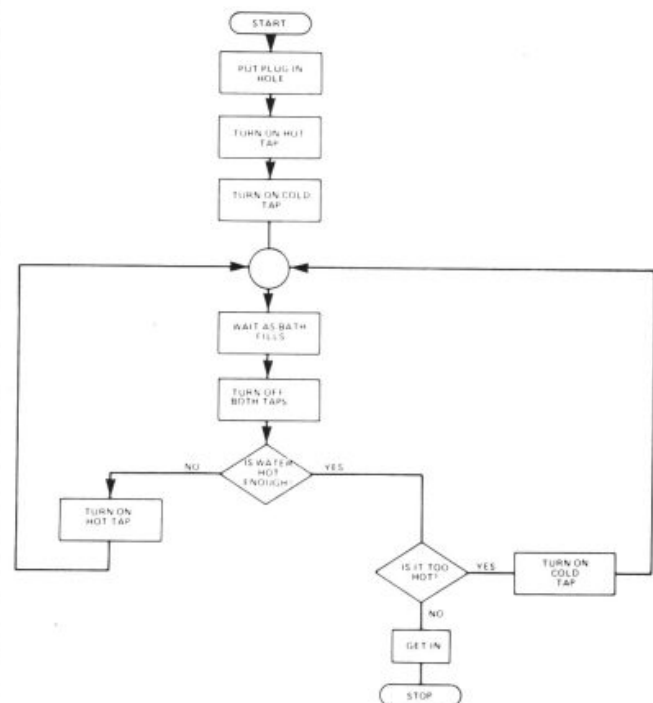 START
PUT PLUG IN
HOLE
TURN ON HOT
TAP
TURN ON COLD
TAP
WAIT AS BATH
FILLS
TURN OFF
BOTH TAPS
NO
IS WATER
HOT
ENOUGH?
YES
TURN ON
HOT TAP
IS IT TOO
HOT?
YES
TURN ON
COLD
TAP
NO
GET IN
STOP